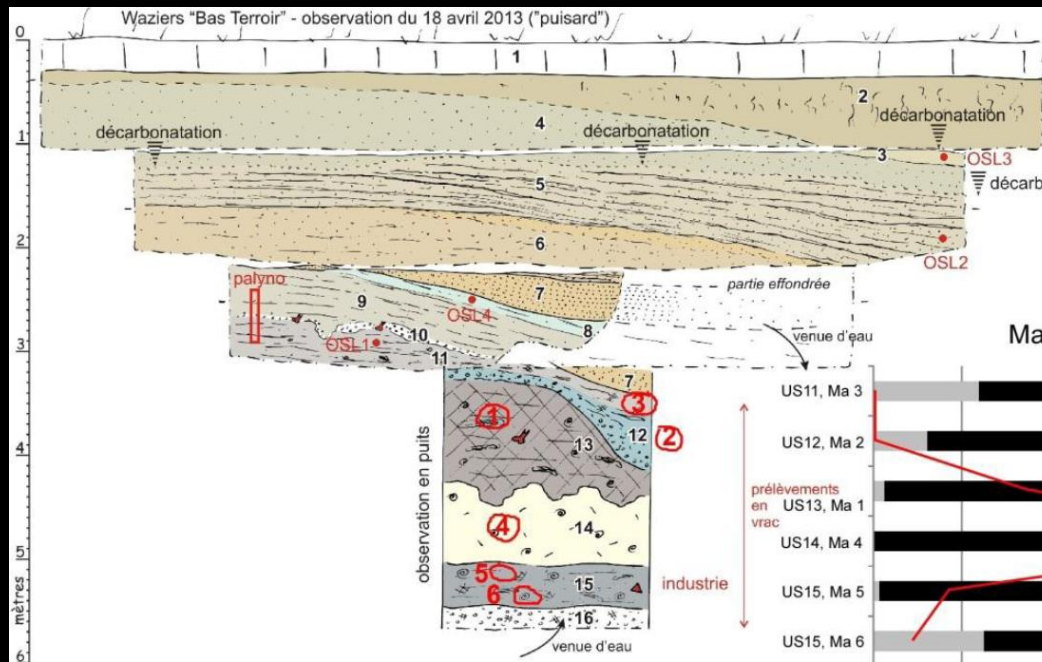 Waziers "Bas Terroir" - observation du 18 avril 2013 ("puisard")
0
1
2
4
décarbonatation
décarbonatation
décarbonatation
1
3
OSL3
5
décarb
2
6
OSL2
palyno
partie effondrée
7
9
OSL4
8
10
venue d'eau
OSL1
3
11
Ma
7
US11, Ma 3
3
1
12
2
US12, Ma 2
4
13
prélèvements
en
vrac
US13, Ma 1
observation en puits
4
14
US14, Ma 4
5
mètres
5
15
industrie
US15, Ma 5
6
16
venue d'eau
US15, Ma 6
6